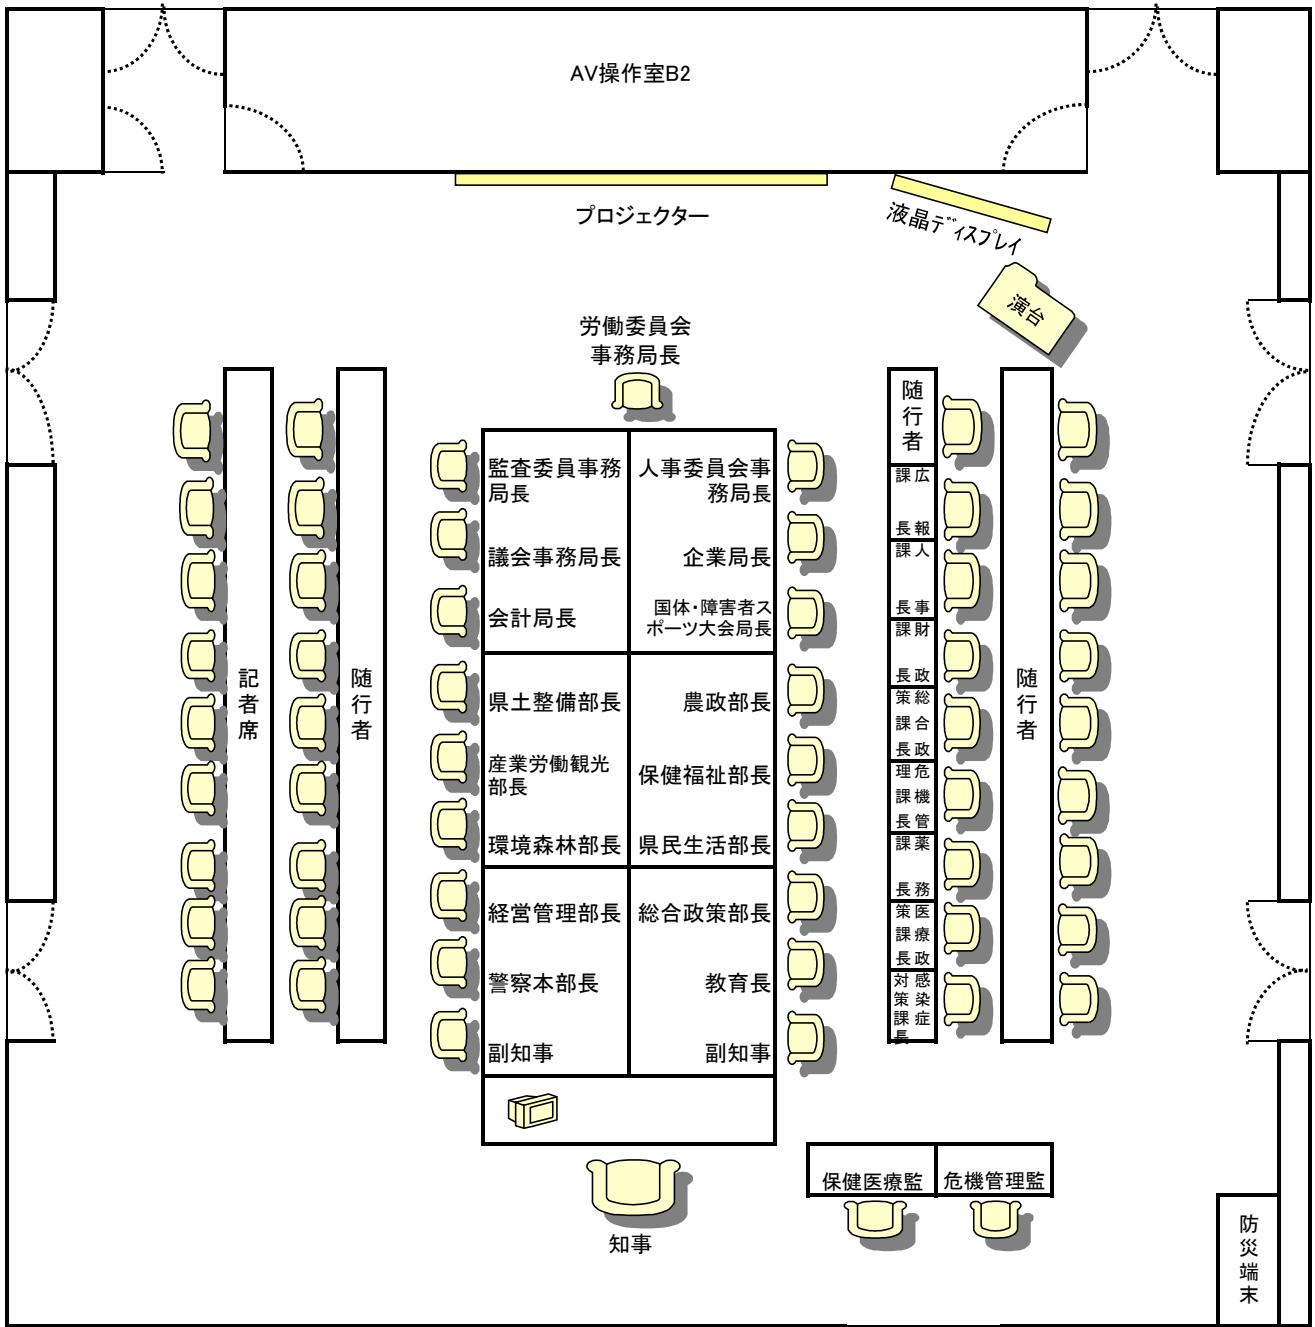 AV操作室B2
プロジェクター
液晶ディスプレイ
演台
労働委員会
事務局長
記者席
随行者
監査委員事務
局長
議会事務局長
会計局長
県土整備部長
産業労働観光
部長
環境森林部長
経営管理部長
警察本部長
副知事
人事委員会事
務局長
企業局長
国体・障害者ス
ポーツ大会局長
農政部長
保健福祉部長
県民生活部長
総合政策部長
教育長
副知事
随行者
広報
課長
人事
課長
財政
課長
総合政
策課長
危機管
理課長
薬務
課長
医療政
策課長
感染症
対策課長
随行者
知事
保健医療監
危機管理監
防災端末